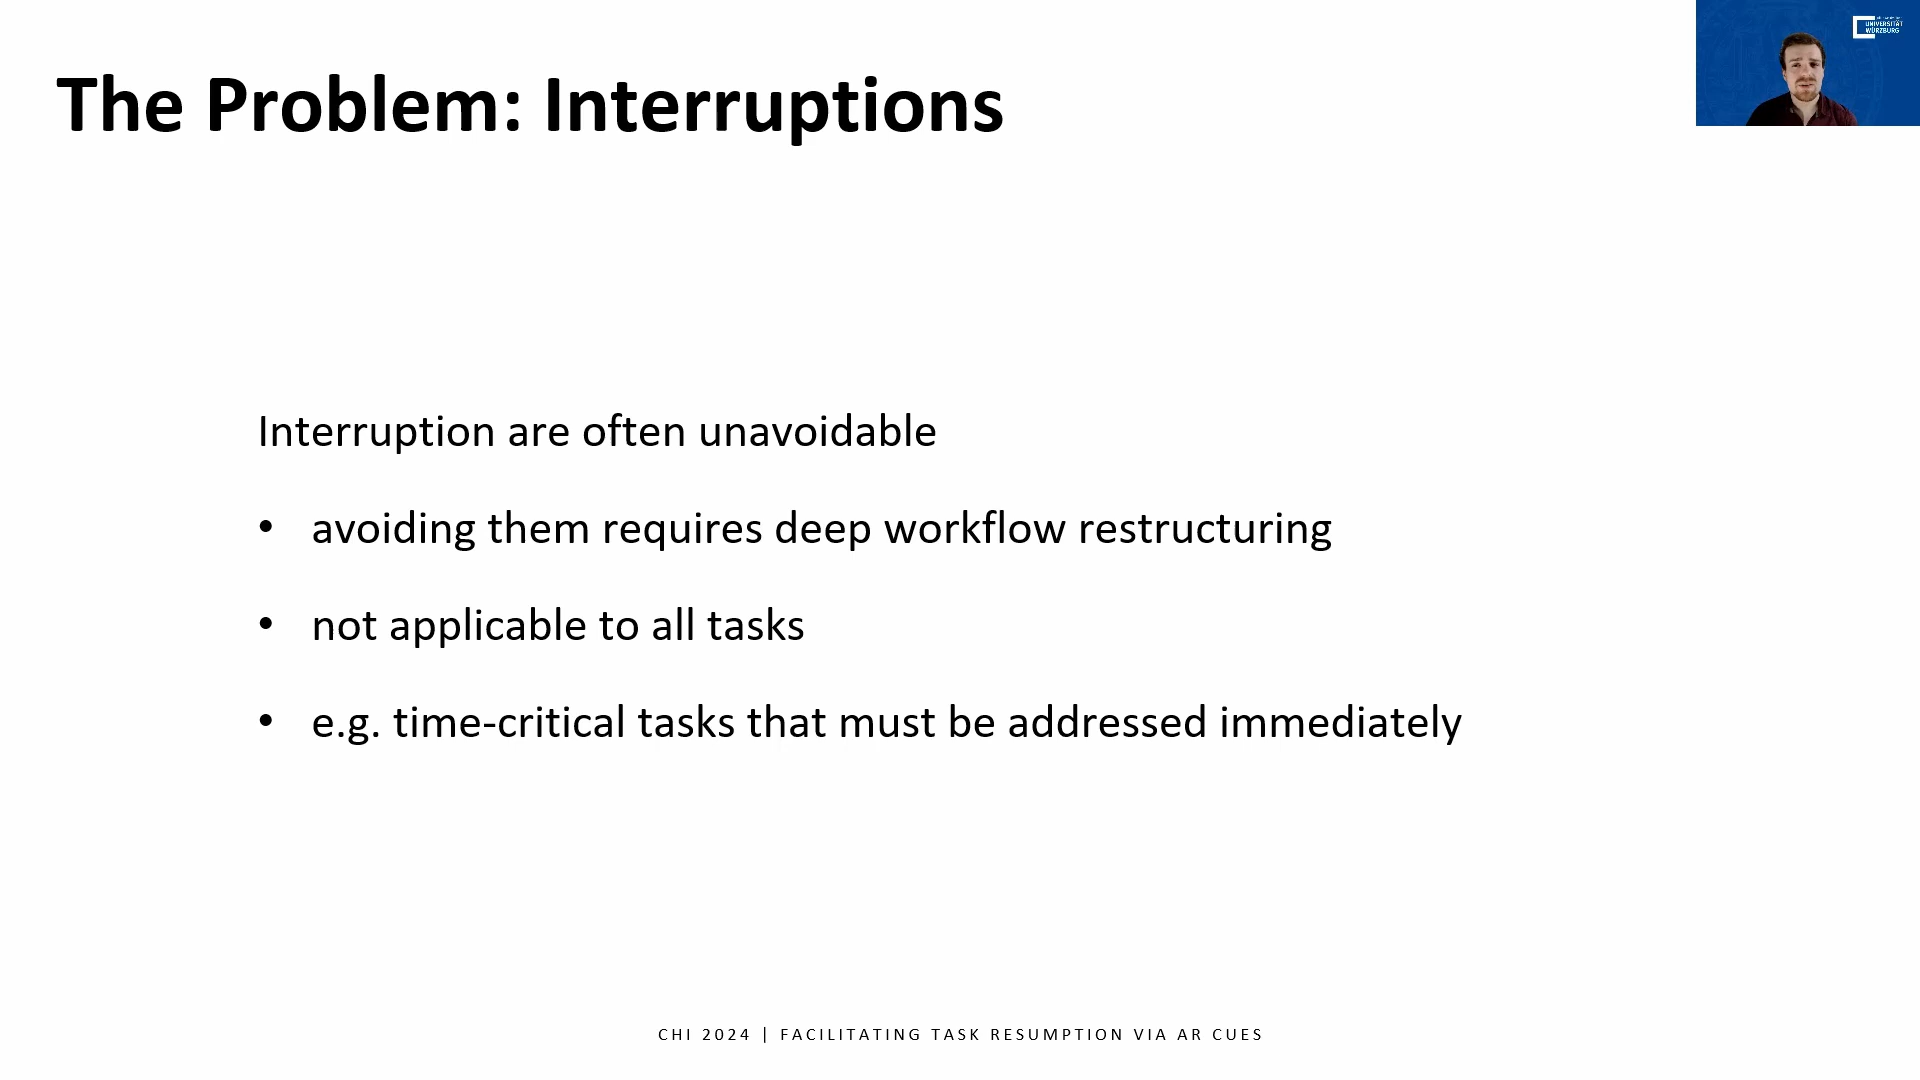 The Problem: Interruptions
UNIVERSITÄT
WÜRZBURG
Interruption are often unavoidable
• avoiding them requires deep workflow restructuring
• not applicable to all tasks
• e.g. time-critical tasks that must be addressed immediately
CHI 2024 | FACILITATING TASK RESUMPTION VIA AR CUES